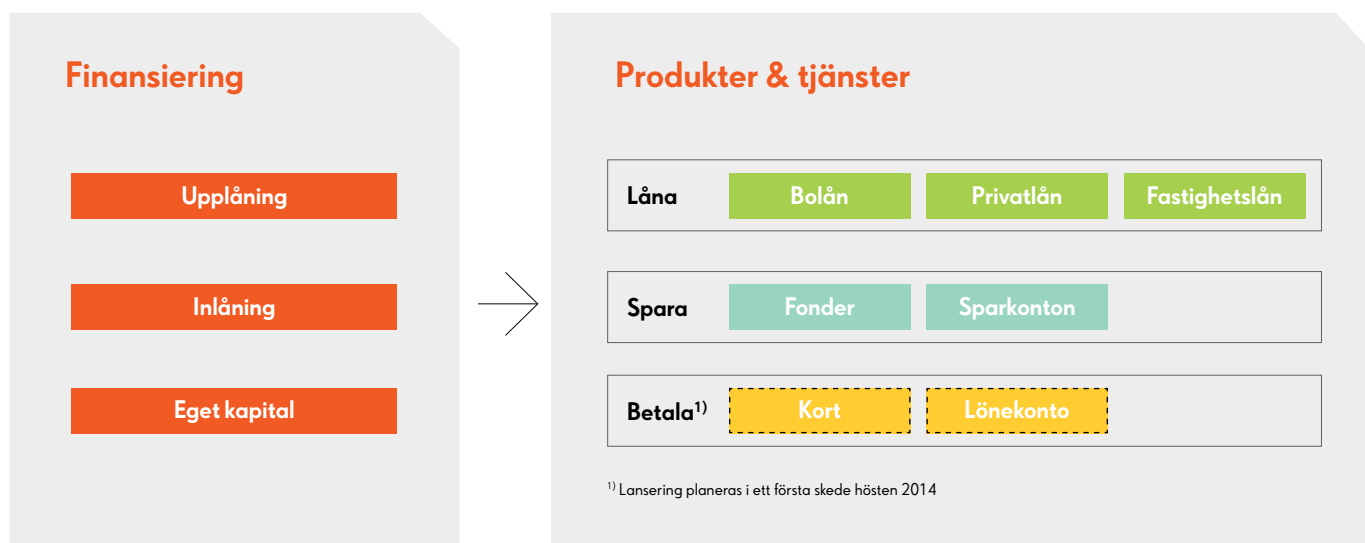 Finansiering
Upplåning
Inlåning
Eget kapital
Produkter & tjänster
Låna Bolån Privatlån Fastighetslån
Spara Fonder Sparkonton
Betala¹⁾ Kort Lönekonto
¹⁾ Lansering planeras i ett första skede hösten 2014